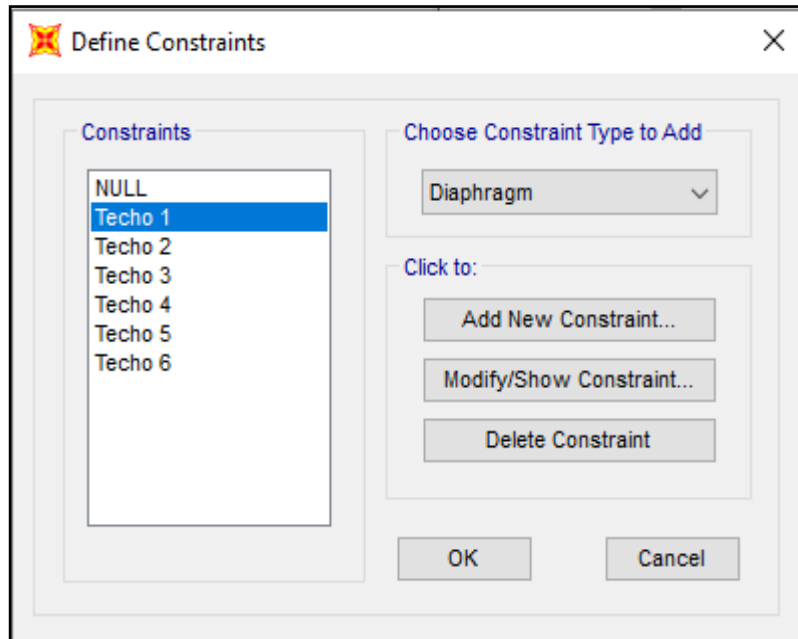 Define Constraints
Constraints
NULL
Techo 1
Techo 2
Techo 3
Techo 4
Techo 5
Techo 6
Choose Constraint Type to Add
Diaphragm
Click to:
Add New Constraint...
Modify/Show Constraint...
Delete Constraint
OK
Cancel